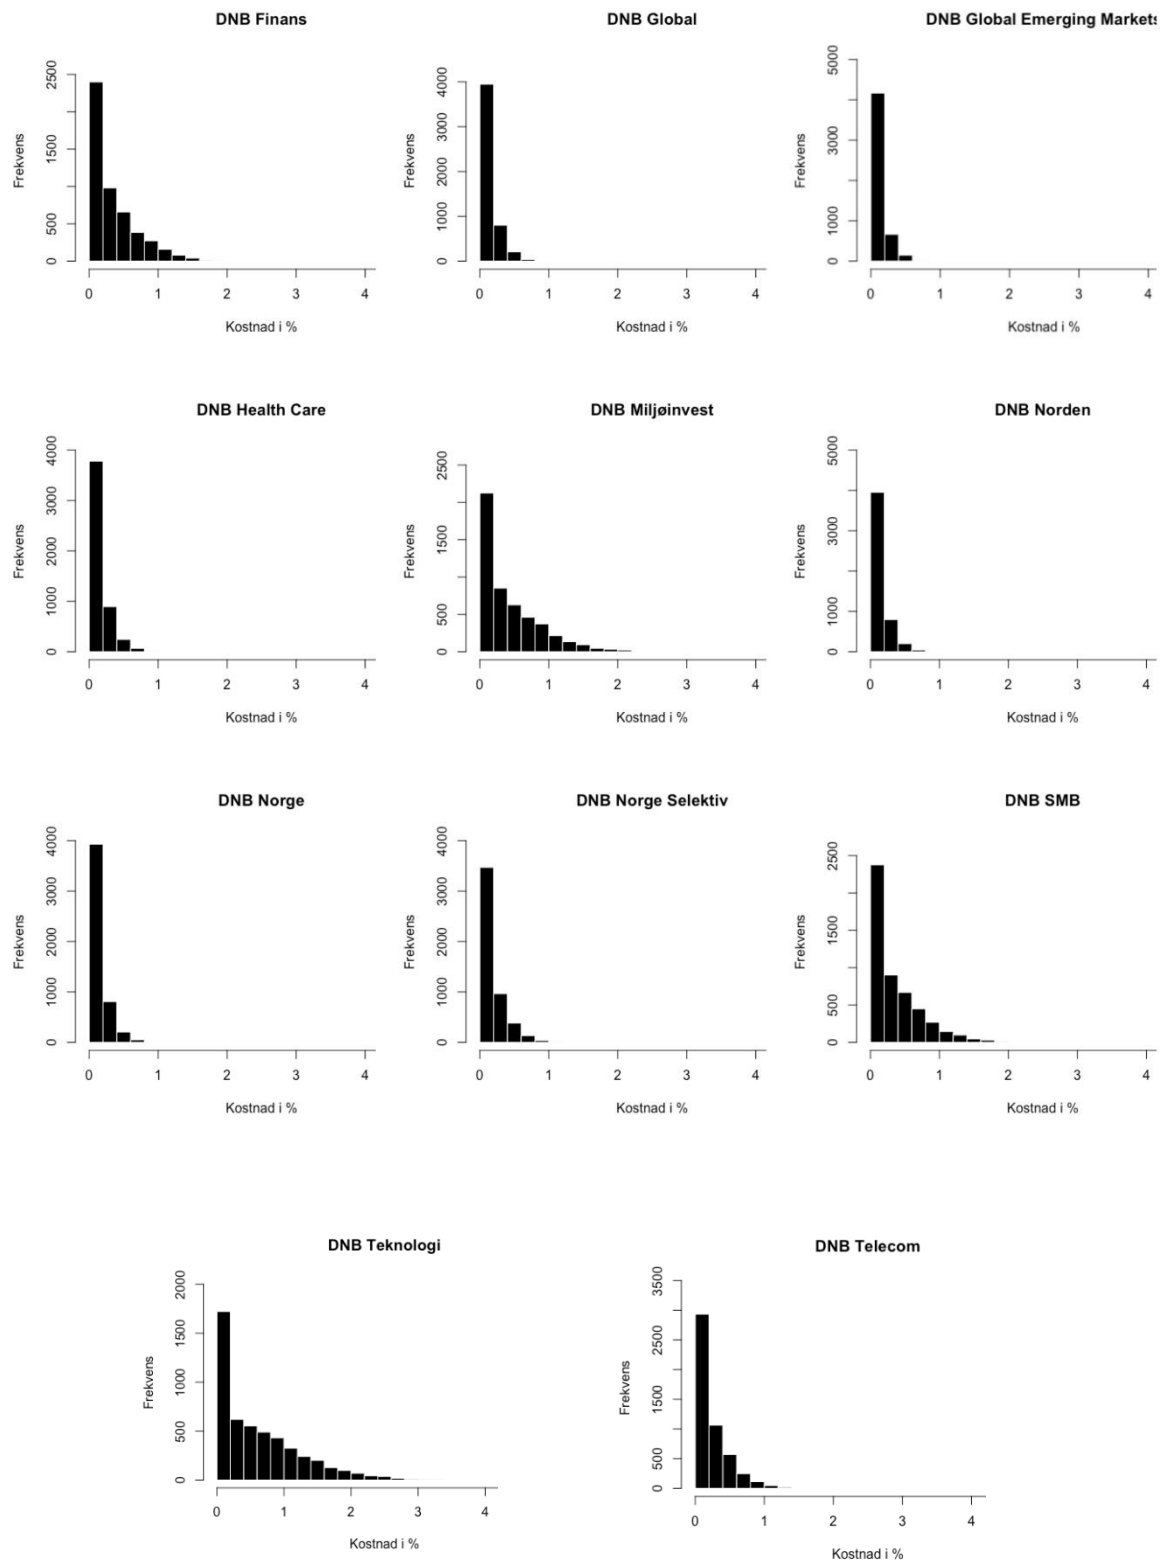 DNB Finans
Frekvens
0 500 1500 2500
0 1 2 3 4
Kostnad i %
DNB Global
Frekvens
0 1000 2000 3000 4000
0 1 2 3 4
Kostnad i %
DNB Global Emerging Markets
Frekvens
0 1000 3000 5000
0 1 2 3 4
Kostnad i %
DNB Health Care
Frekvens
0 1000 2000 3000 4000
0 1 2 3 4
Kostnad i %
DNB Miljøinvest
Frekvens
0 500 1500 2500
0 1 2 3 4
Kostnad i %
DNB Norden
Frekvens
0 1000 3000 5000
0 1 2 3 4
Kostnad i %
DNB Norge
Frekvens
0 1000 2000 3000 4000
0 1 2 3 4
Kostnad i %
DNB Norge Selektiv
Frekvens
0 1000 2000 3000 4000
0 1 2 3 4
Kostnad i %
DNB SMB
Frekvens
0 500 1500 2500
0 1 2 3 4
Kostnad i %
DNB Teknologi
Frekvens
0 500 1000 1500 2000
0 1 2 3 4
Kostnad i %
DNB Telecom
Frekvens
0 500 1500 2500 3500
0 1 2 3 4
Kostnad i %